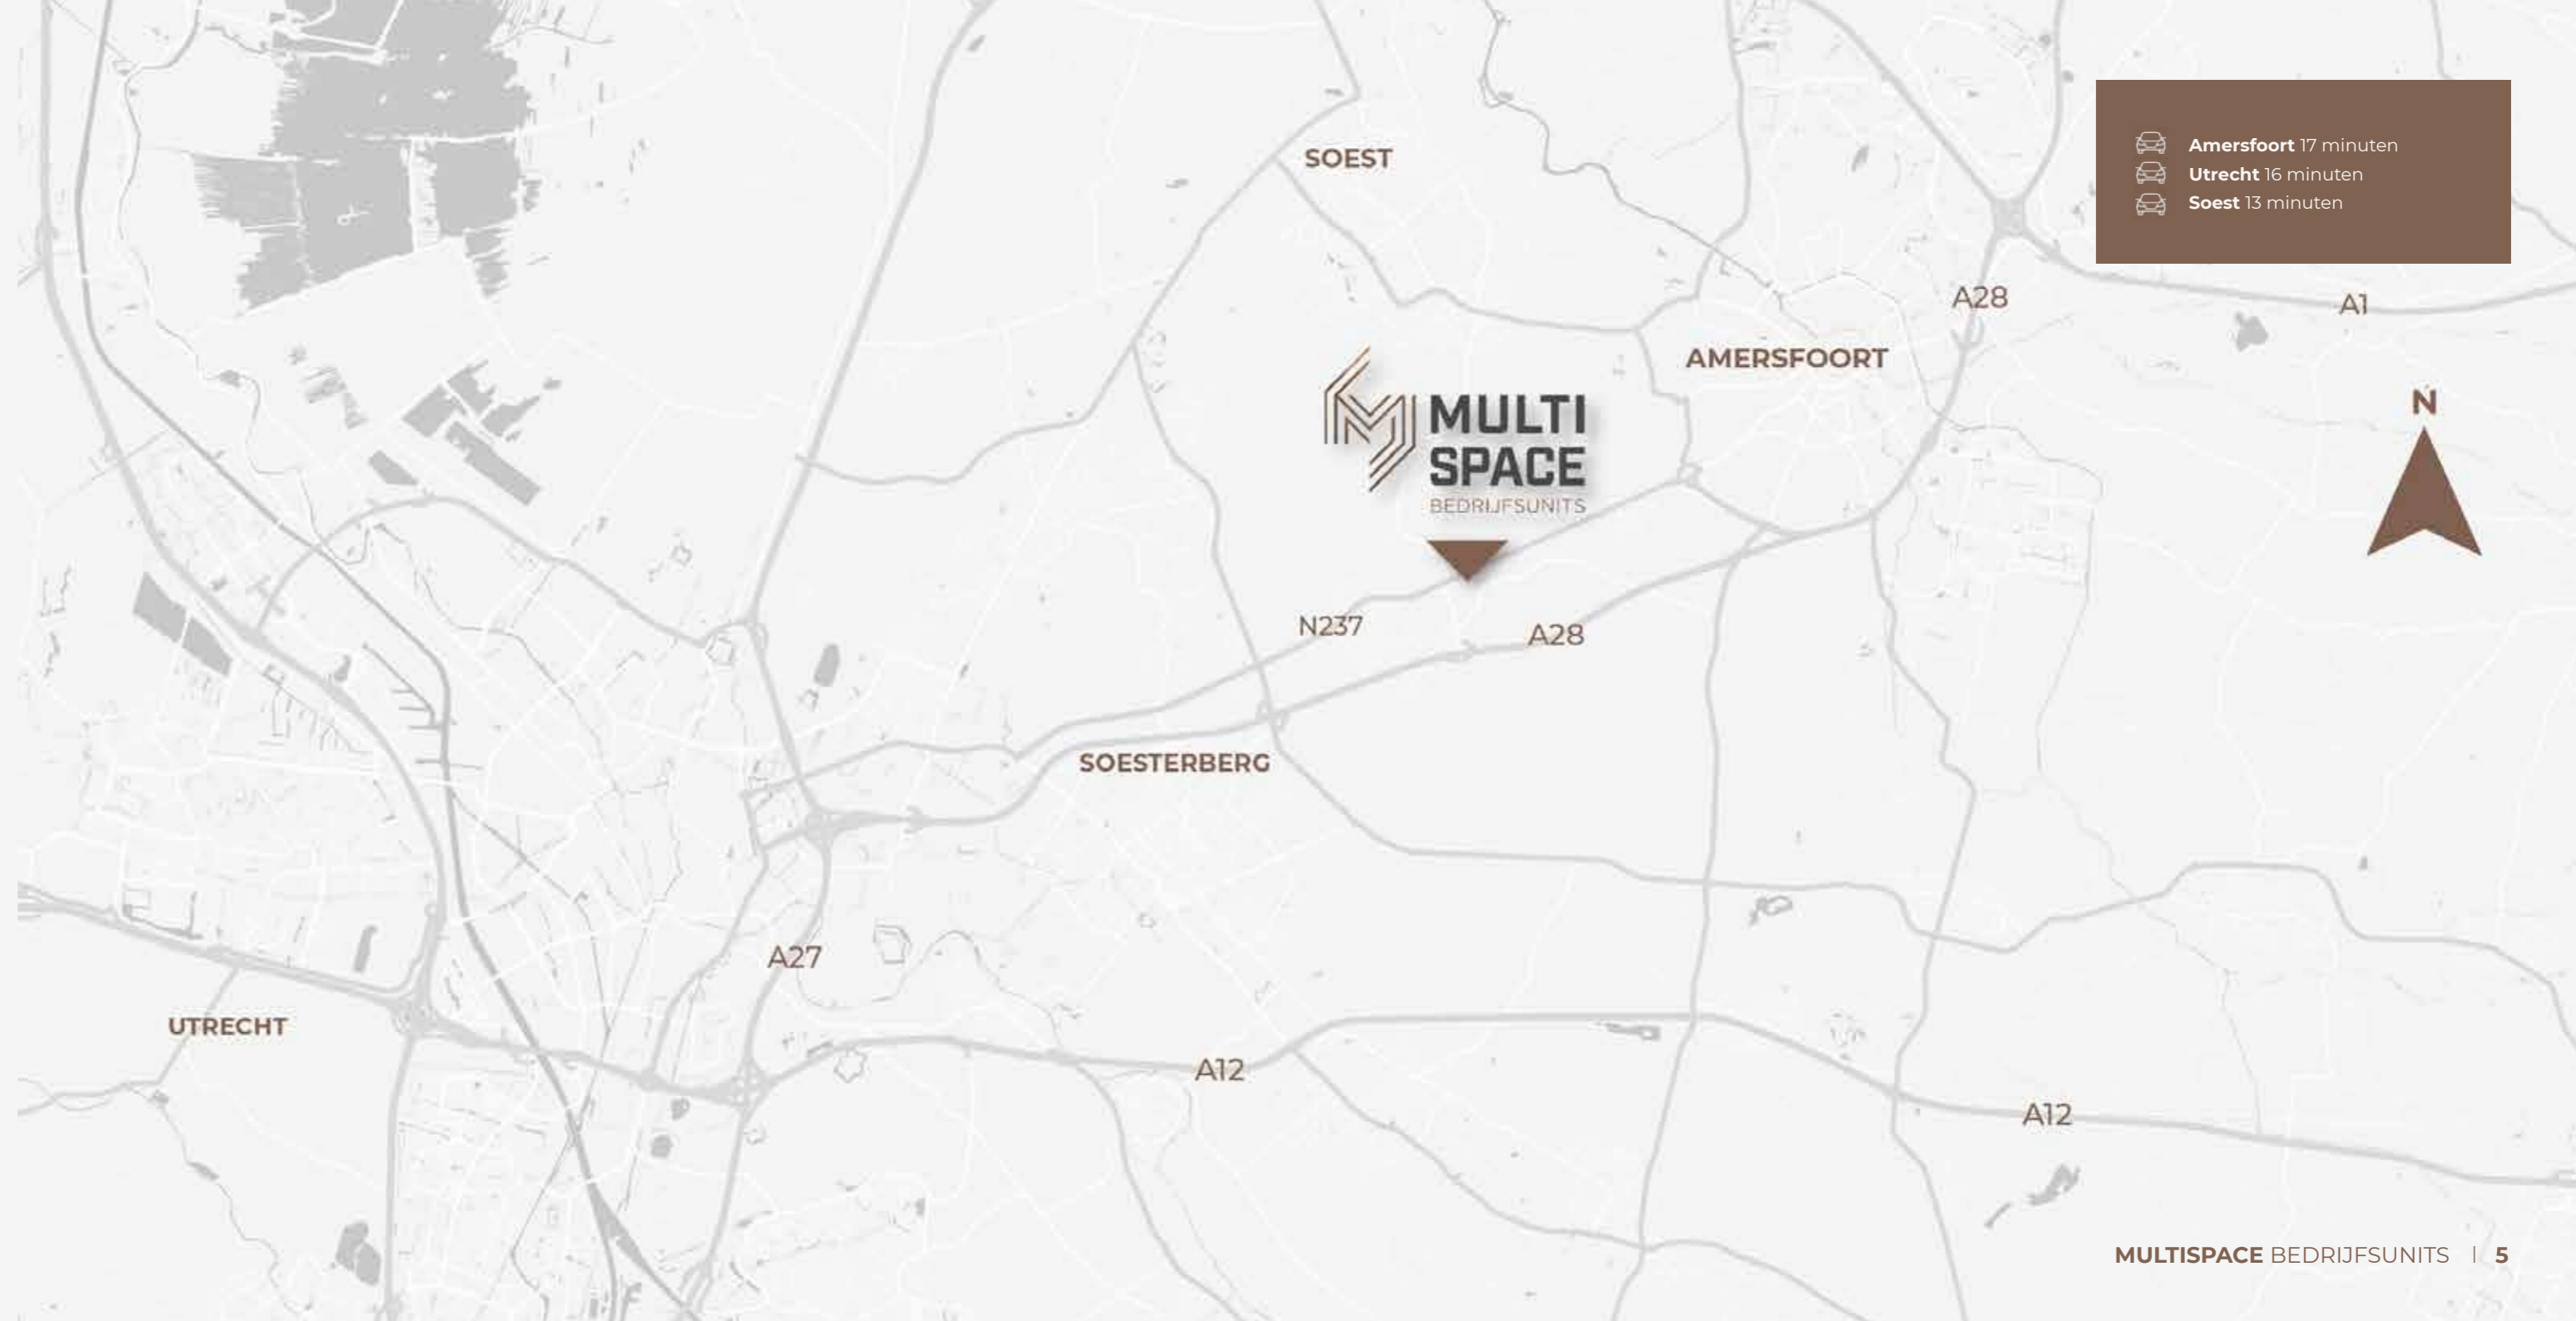 Amersfoort 17 minuten
Utrecht 16 minuten
Soest 13 minuten
SOEST
A28
A1
AMERSFOORT
N
MULTI
SPACE
BEDRIJFSUNITS
N237
A28
SOESTERBERG
A27
UTRECHT
A12
A12
MULTISPACE BEDRIJFSUNITS | 5